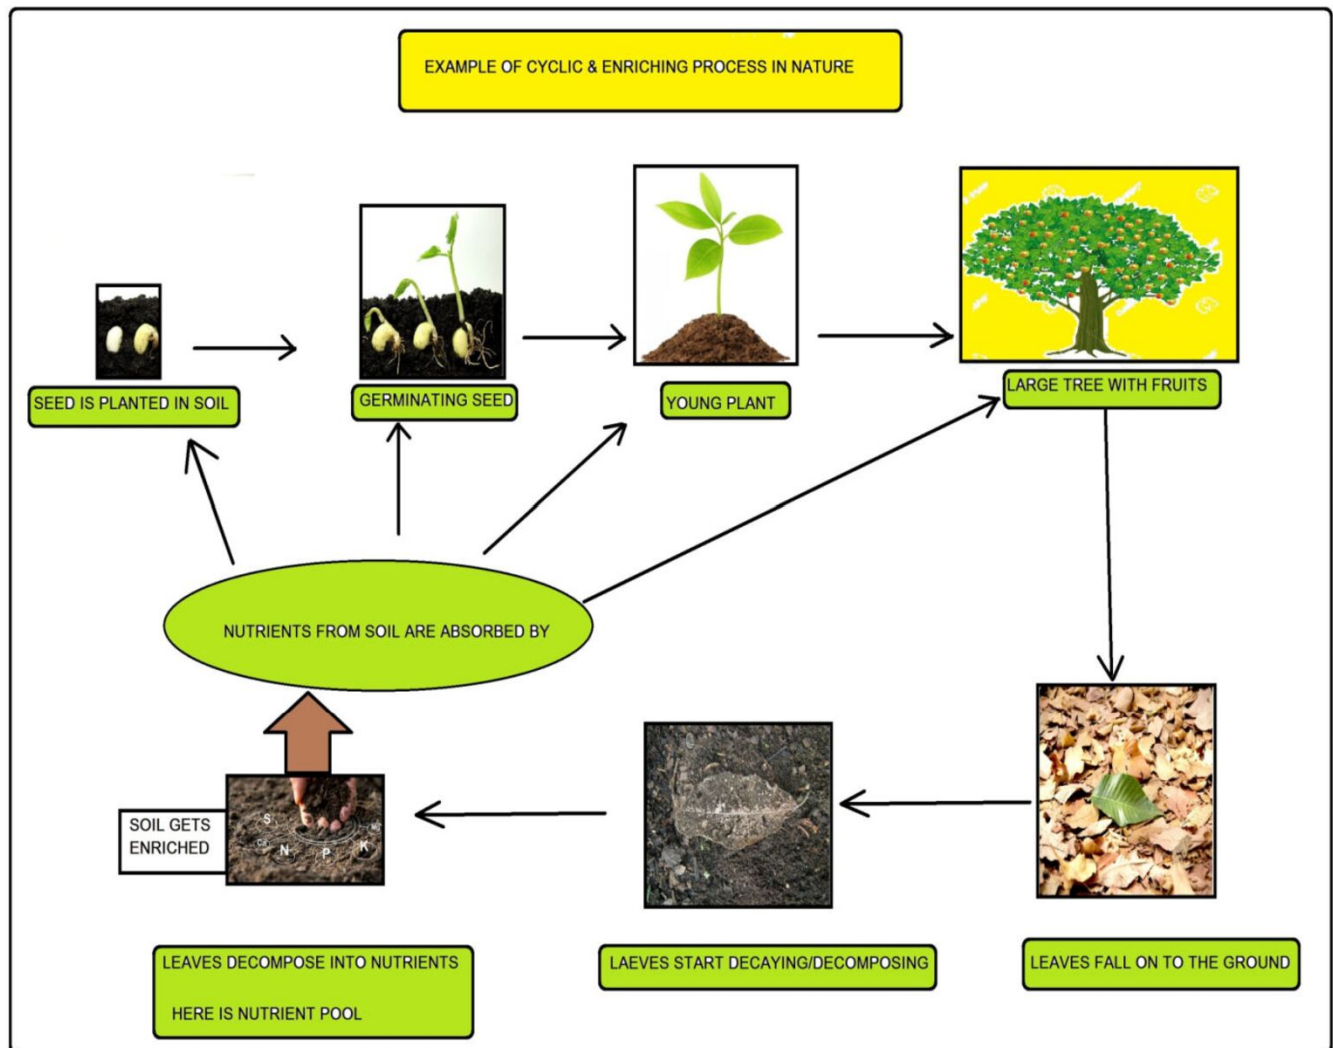 EXAMPLE OF CYCLIC & ENRICHING PROCESS IN NATURE
SEED IS PLANTED IN SOIL
GERMINATING SEED
YOUNG PLANT
LARGE TREE WITH FRUITS
NUTRIENTS FROM SOIL ARE ABSORBED BY
SOIL GETS
ENRICHED
S
Ca
N
P
K
Mg
LEAVES DECOMPOSE INTO NUTRIENTS
HERE IS NUTRIENT POOL
LAEVES START DECAYING/DECOMPOSING
LEAVES FALL ON TO THE GROUND